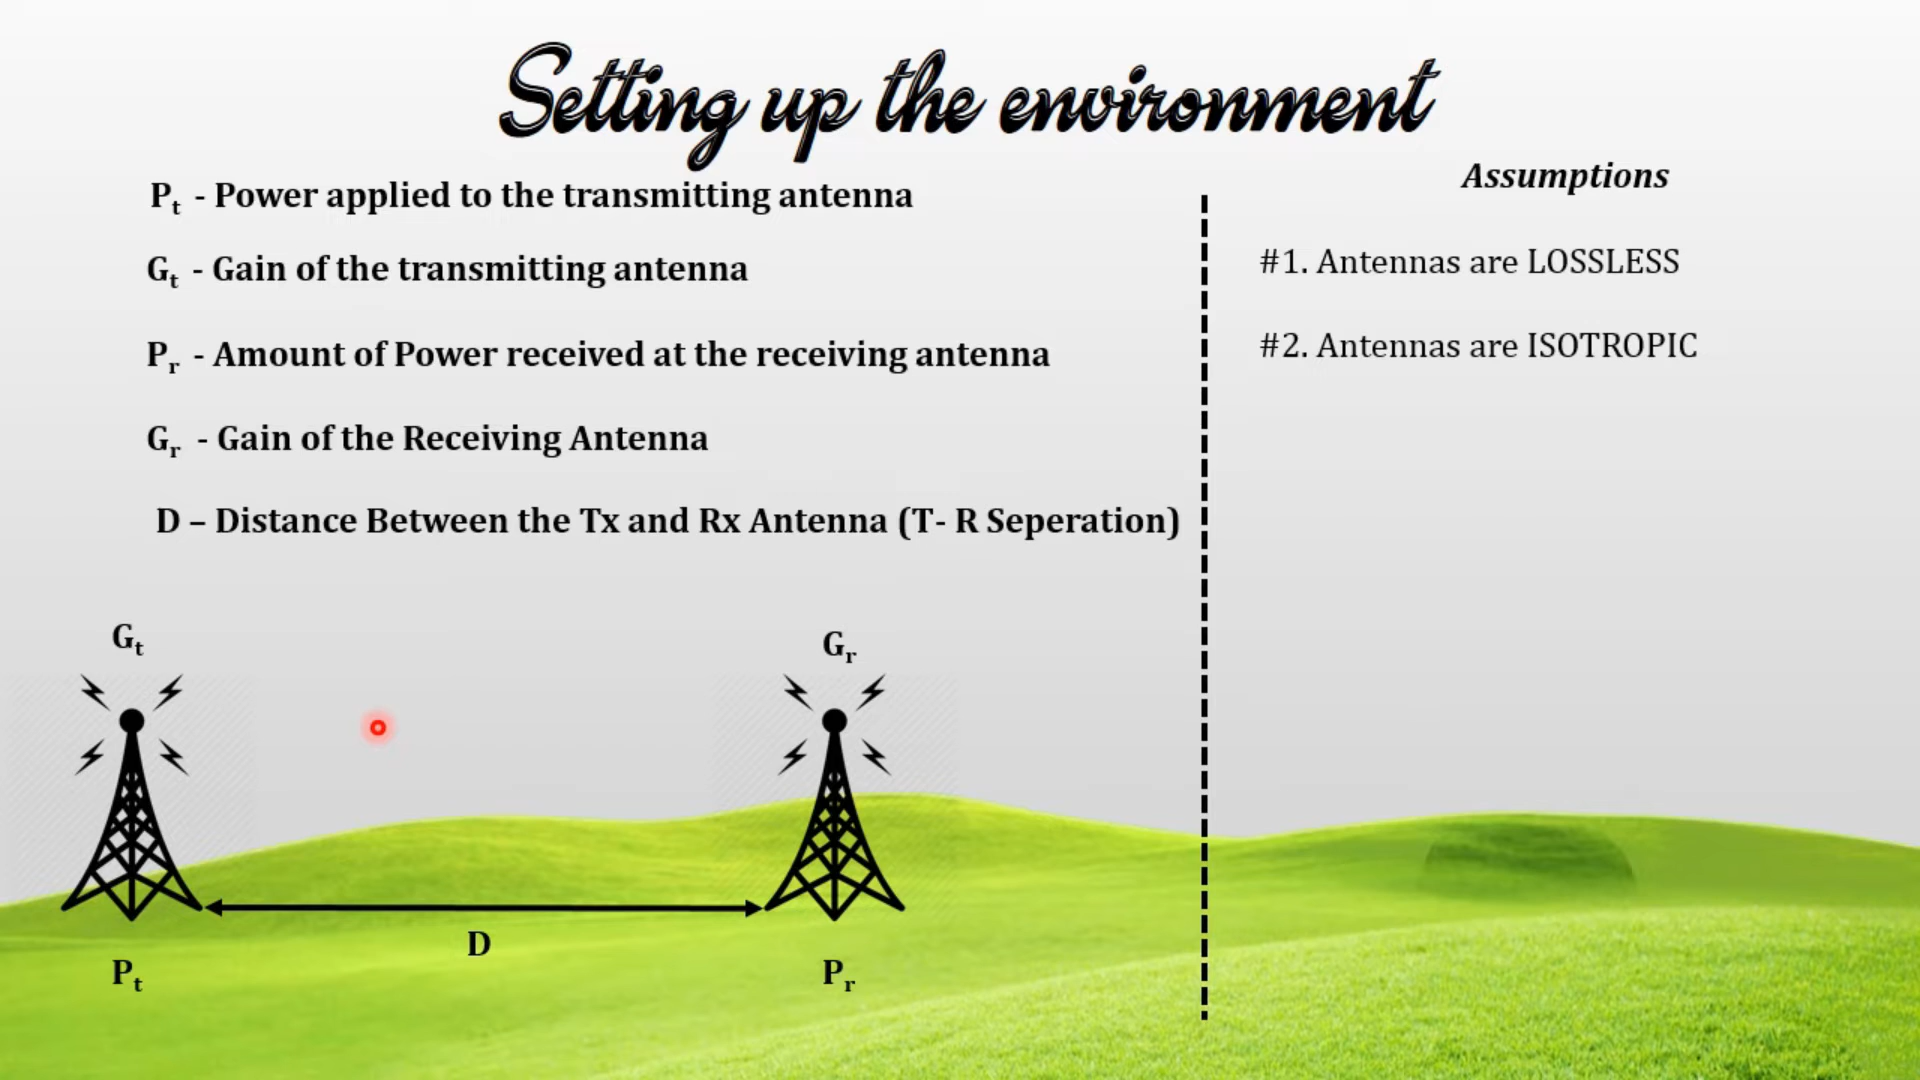 Setting up the environment
Pt - Power applied to the transmitting antenna
Gt - Gain of the transmitting antenna
Pr - Amount of Power received at the receiving antenna
Gr - Gain of the Receiving Antenna
D – Distance Between the Tx and Rx Antenna (T- R Seperation)
Assumptions
#1. Antennas are LOSSLESS
#2. Antennas are ISOTROPIC
Gt
Gr
D
Pt
Pr